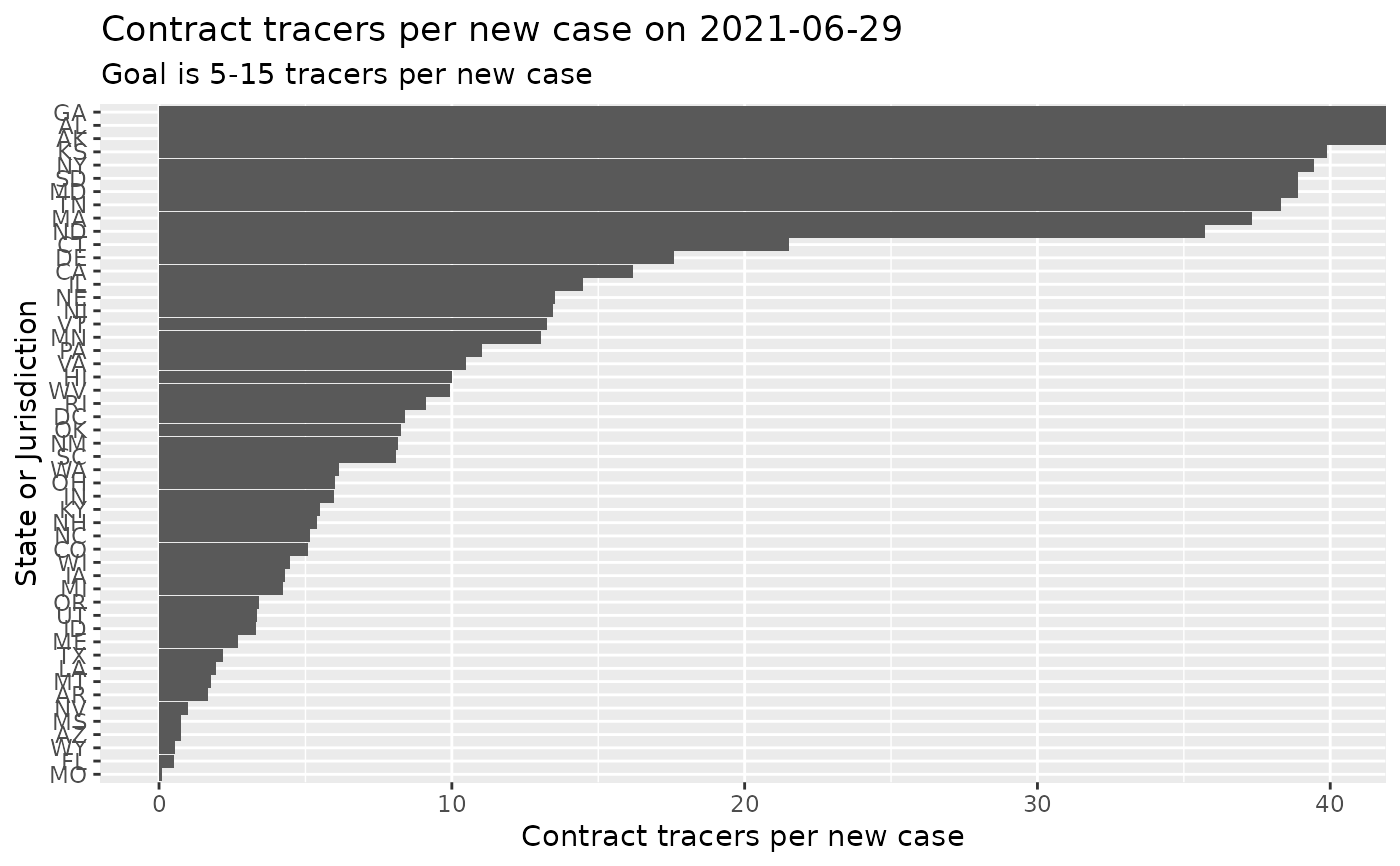 Contract tracers per new case on 2021-06-29
Goal is 5-15 tracers per new case
State or Jurisdiction
GA
AL
AK
KS
NY
SD
MD
TN
MA
ND
CT
DE
CA
IL
NE
NJ
VT
MN
PA
VA
HI
WV
RI
DC
OK
NM
SC
WA
OH
IN
KY
NH
NC
CO
WI
IA
MI
OR
UT
ID
ME
TX
LA
MT
AR
NV
MS
AZ
WY
FL
MO
0 10 20 30 40
Contract tracers per new case